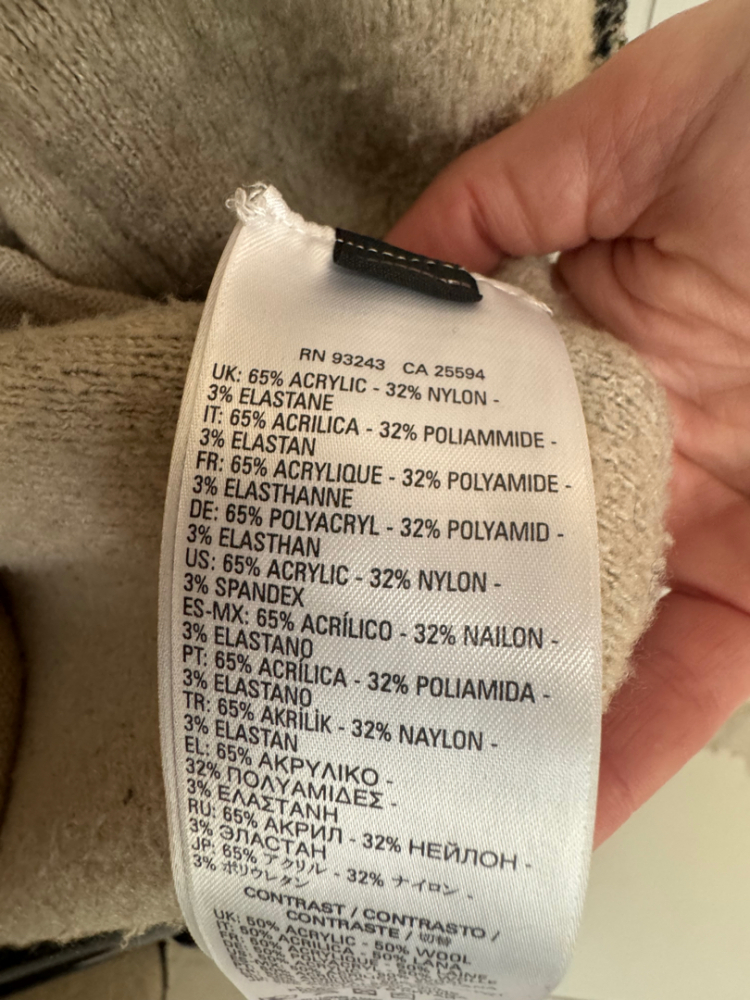 RN 93243 CA 25594
UK: 65% ACRYLIC - 32% NYLON -
3% ELASTANE
IT: 65% ACRILICA - 32% POLIAMMIDE -
3% ELASTAN
FR: 65% ACRYLIQUE - 32% POLYAMIDE -
3% ELASTHANNE
DE: 65% POLYACRYL - 32% POLYAMID -
3% ELASTHAN
US: 65% ACRYLIC - 32% NYLON -
3% SPANDEX
ES-MX: 65% ACRÍLICO - 32% NAILON -
3% ELASTANO
PT: 65% ACRÍLICA - 32% POLIAMIDA -
3% ELASTANO
TR: 65% AKRİLİK - 32% NAYLON -
3% ELASTAN
EL: 65% ΑΚΡΥΛΙΚΟ -
32% ΠΟΛΥΑΜΙΔΕΣ -
3% ΕΛΑΣΤΑΝΗ
RU: 65% АКРИЛ - 32% НЕЙЛОН -
3% ЭЛАСТАН
JP: 65% アクリル - 32% ナイロン -
3% ポリウレタン
CONTRAST / CONTRASTO /
CONTRASTE / 切替
UK: 50% ACRYLIC - 50% WOOL
IT: 50% ACRILICA - 50% LANA